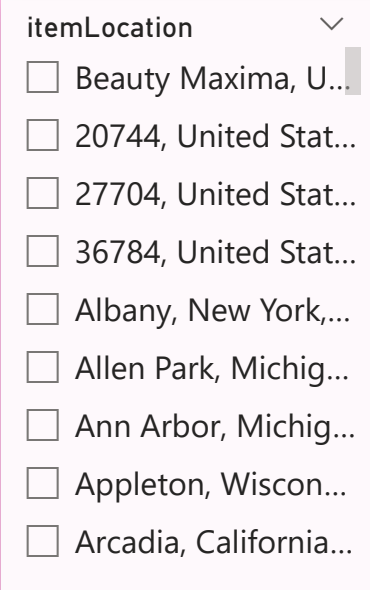 itemLocation
Beauty Maxima, U...
20744, United Stat...
27704, United Stat...
36784, United Stat...
Albany, New York,...
Allen Park, Michig...
Ann Arbor, Michig...
Appleton, Wiscon...
Arcadia, California...